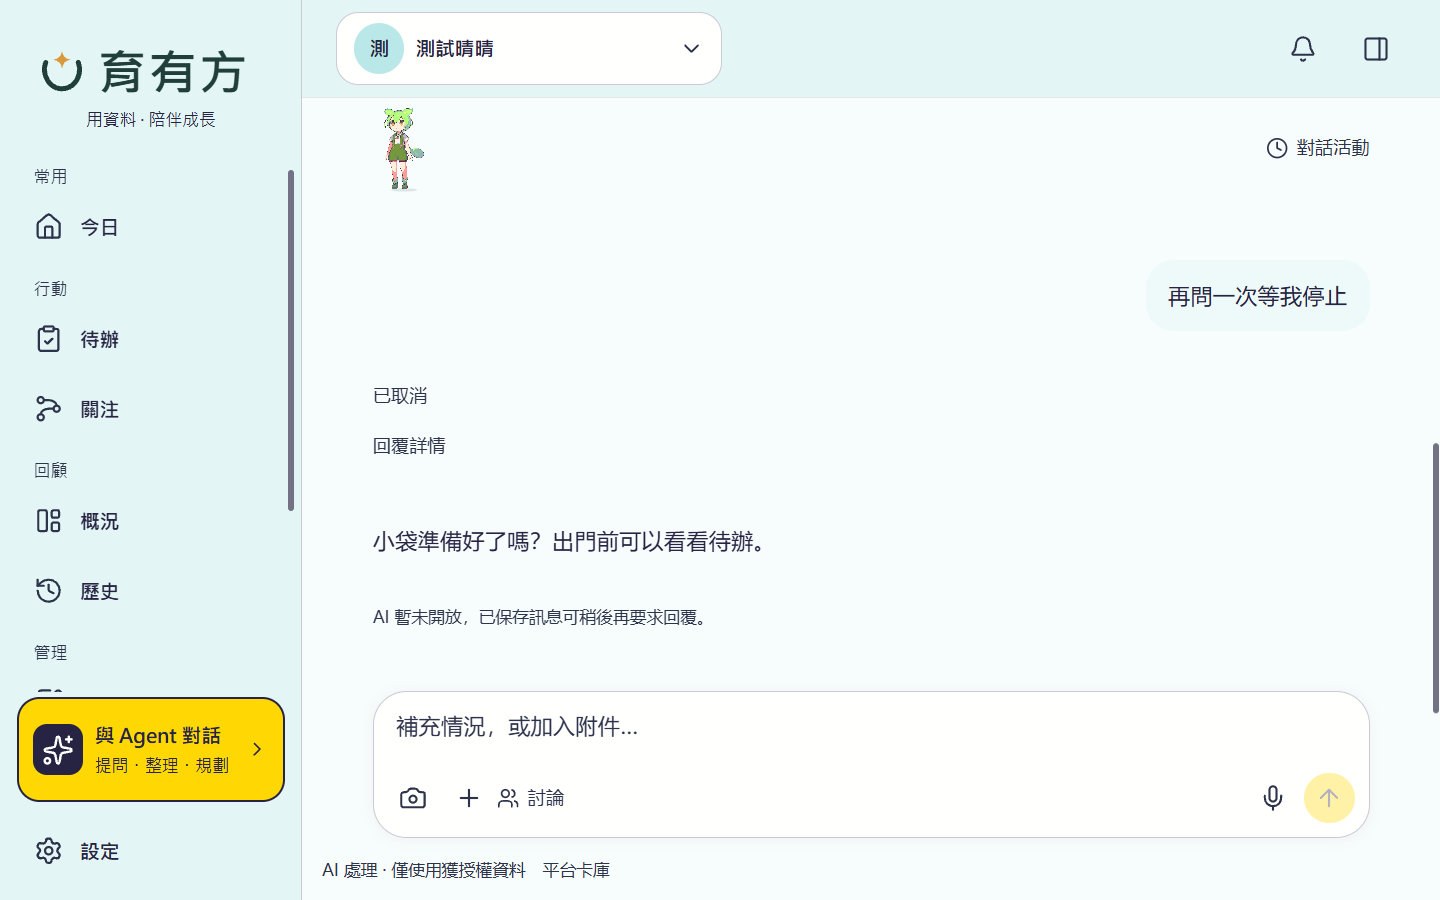 育有方
用資料 · 陪伴成長
常用
今日
行動
待辦
關注
回顧
概況
歷史
管理
與 Agent 對話
提問 · 整理 · 規劃
設定
測 測試晴晴
對話活動
再問一次等我停止
已取消
回覆詳情
小袋準備好了嗎？出門前可以看看待辦。
AI 暫未開放，已保存訊息可稍後再要求回覆。
補充情況，或加入附件...
討論
AI 處理 · 僅使用獲授權資料 平台卡庫